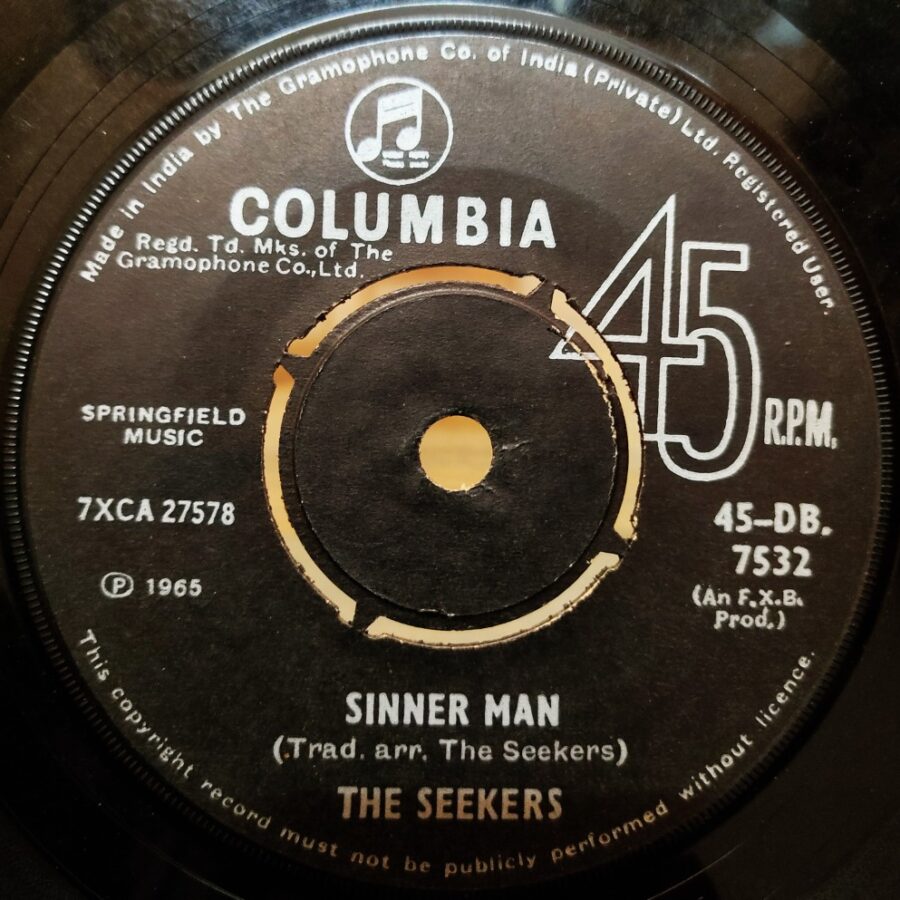 Made in India by The Gramophone Co. of India (Private) Ltd. Registered User.
COLUMBIA
Regd. Td. Mks. of The
Gramophone Co., Ltd.
45 R.P.M.
SPRINGFIELD
MUSIC
7XCA 27578
℗ 1965
45-DB.
7532
(An F.X.B.
Prod.)
SINNER MAN
(Trad. arr. The Seekers)
THE SEEKERS
This copyright record must not be publicly performed without licence.